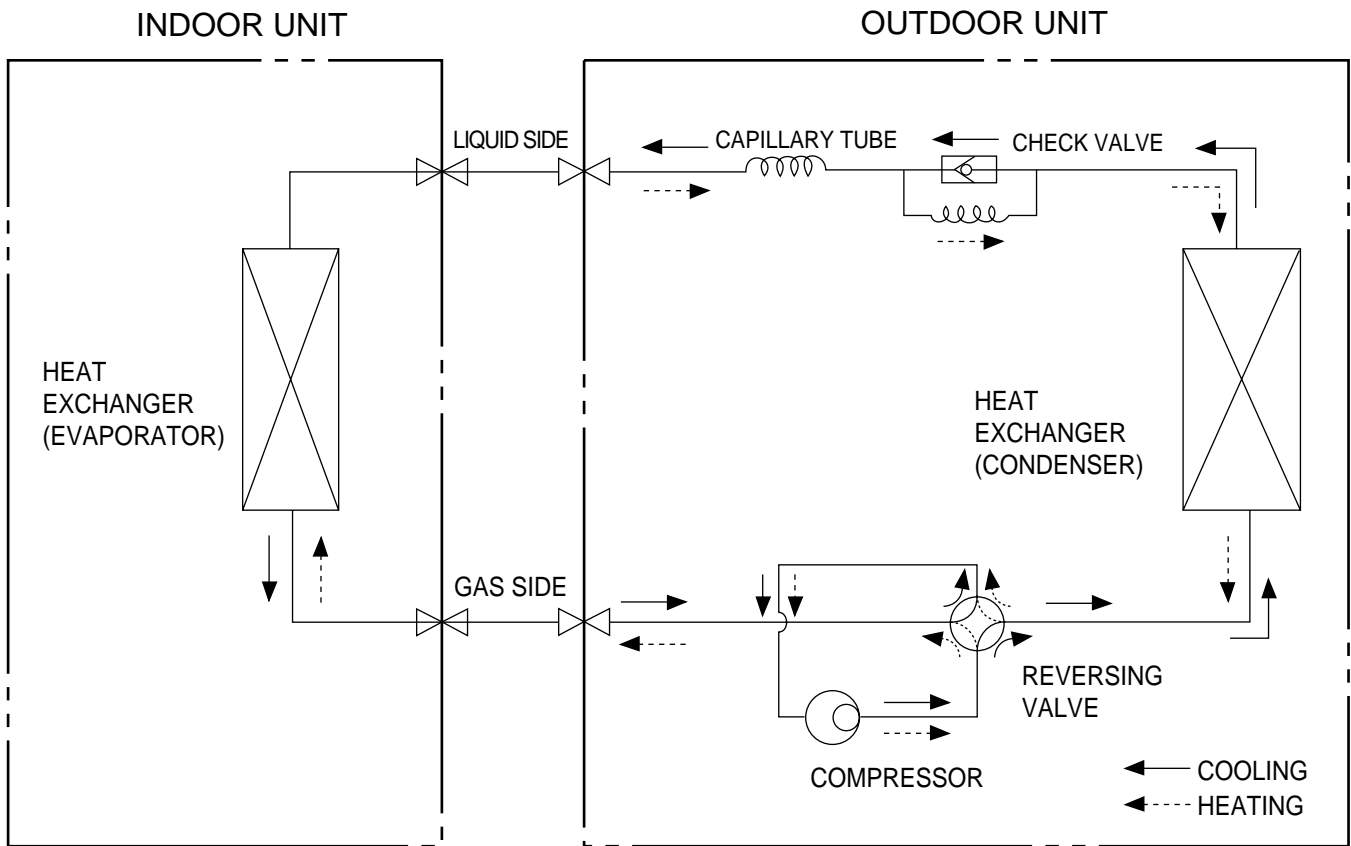 INDOOR UNIT
OUTDOOR UNIT
LIQUID SIDE
CAPILLARY TUBE
CHECK VALVE
HEAT
EXCHANGER
(EVAPORATOR)
HEAT
EXCHANGER
(CONDENSER)
GAS SIDE
REVERSING
VALVE
COMPRESSOR
COOLING
HEATING